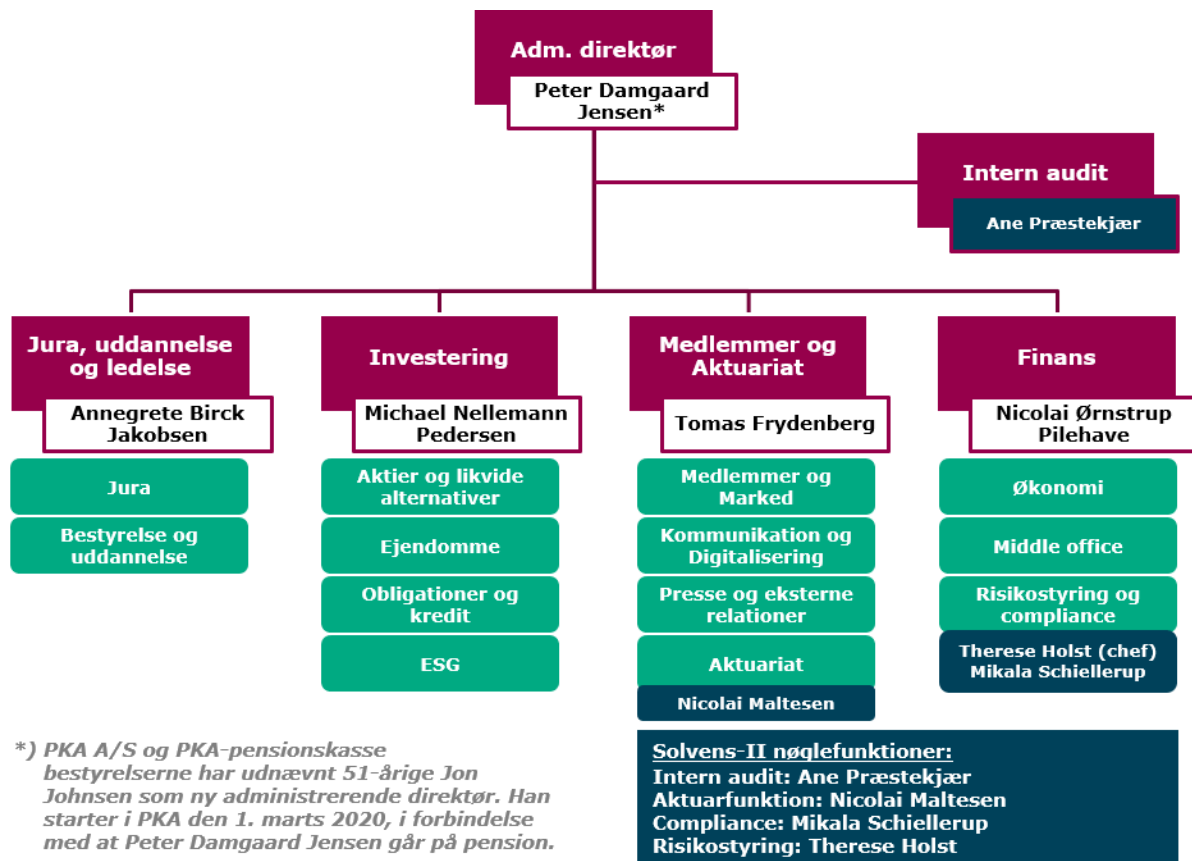 Adm. direktør
Peter Damgaard
Jensen*
Intern audit
Ane Præstekjær
Jura, uddannelse
og ledelse
Annegrete Birck
Jakobsen
Jura
Bestyrelse og
uddannelse
Investering
Michael Nellemann
Pedersen
Aktier og likvide
alternativer
Ejendomme
Obligationer og
kredit
ESG
Medlemmer og
Aktuariat
Tomas Frydenberg
Medlemmer og
Marked
Kommunikation og
Digitalisering
Presse og eksterne
relationer
Aktuariat
Nicolai Maltesen
Finans
Nicolai Ørnstrup
Pilehave
Økonomi
Middle office
Risikostyring og
compliance
Therese Holst (chef)
Mikala Schiellerup
*) PKA A/S og PKA-pensionskasse
bestyrelserne har udnævnt 51-årige Jon
Johnsen som ny administrerende direktør. Han
starter i PKA den 1. marts 2020, i forbindelse
med at Peter Damgaard Jensen går på pension.
Solvens-II nøglefunktioner:
Intern audit: Ane Præstekjær
Aktuarfunktion: Nicolai Maltesen
Compliance: Mikala Schiellerup
Risikostyring: Therese Holst